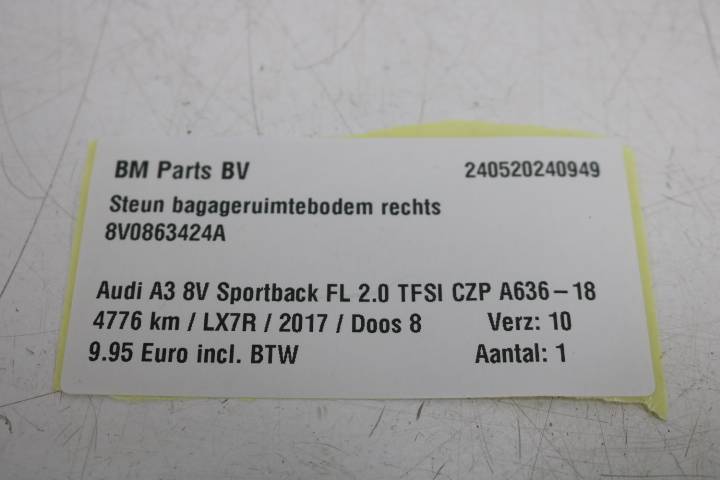 BM Parts BV 240520240949
Steun bagageruimtebodem rechts
8V0863424A
Audi A3 8V Sportback FL 2.0 TFSI CZP A636-18
4776 km / LX7R / 2017 / Doos 8 Verz: 10
9.95 Euro incl. BTW Aantal: 1